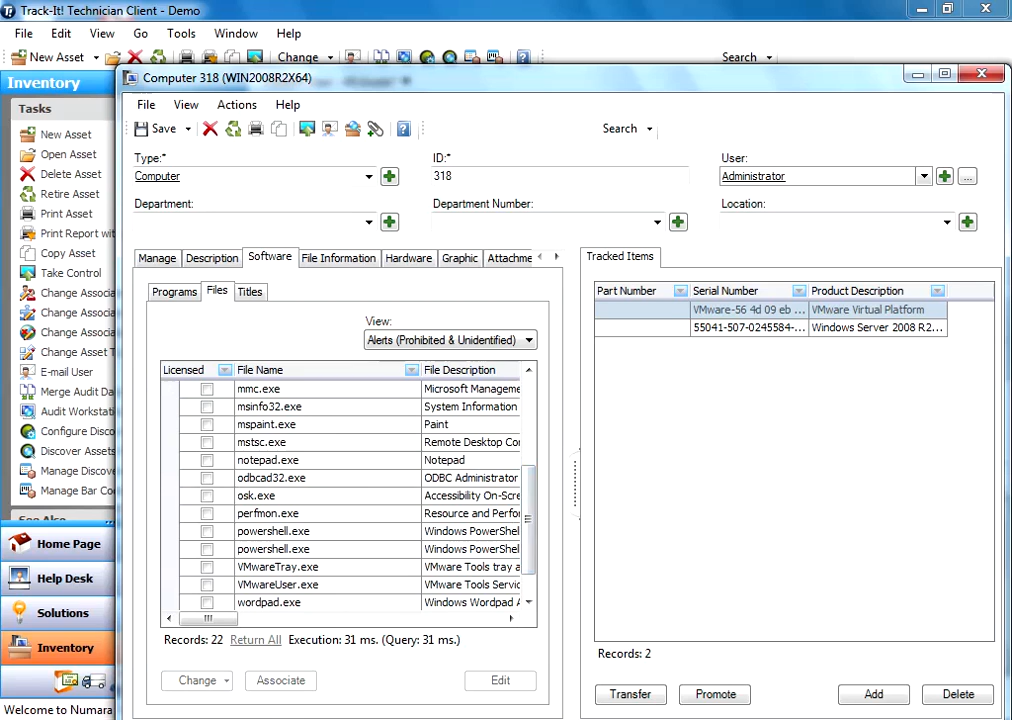 Track-It! Technician Client - Demo
File Edit View Go Tools Window Help
New Asset Change Search
Inventory
Tasks
New Asset
Open Asset
Delete Asset
Retire Asset
Print Asset
Print Report wit
Copy Asset
Take Control
Change Associa
Change Associa
Change Associa
Change Asset T
E-mail User
Merge Audit Da
Audit Workstati
Configure Disco
Discover Assets
Manage Discove
Manage Bar Co
See Also
Home Page
Help Desk
Solutions
Inventory
Welcome to Numara
Computer 318 (WIN2008R2X64)
File View Actions Help
Save Search
Type:* ID:* User:
Computer 318 Administrator
...
Department: Department Number: Location:
Manage Description Software File Information Hardware Graphic Attachme
Programs Files Titles
View:
Alerts (Prohibited & Unidentified)
Licensed File Name File Description
mmc.exe Microsoft Manageme
msinfo32.exe System Information
mspaint.exe Paint
mstsc.exe Remote Desktop Co
notepad.exe Notepad
odbcad32.exe ODBC Administrator
osk.exe Accessibility On-Scre
perfmon.exe Resource and Perfo
powershell.exe Windows PowerShel
powershell.exe Windows PowerShel
VMwareTray.exe VMware Tools tray a
VMwareUser.exe VMware Tools Servic
wordpad.exe Windows Wordpad A
Records: 22 Return All Execution: 31 ms. (Query: 31 ms.)
Change Associate Edit
Tracked Items
Part Number Serial Number Product Description
VMware-56 4d 09 eb ... VMware Virtual Platform
55041-507-0245584-... Windows Server 2008 R2...
Records: 2
Transfer Promote Add Delete